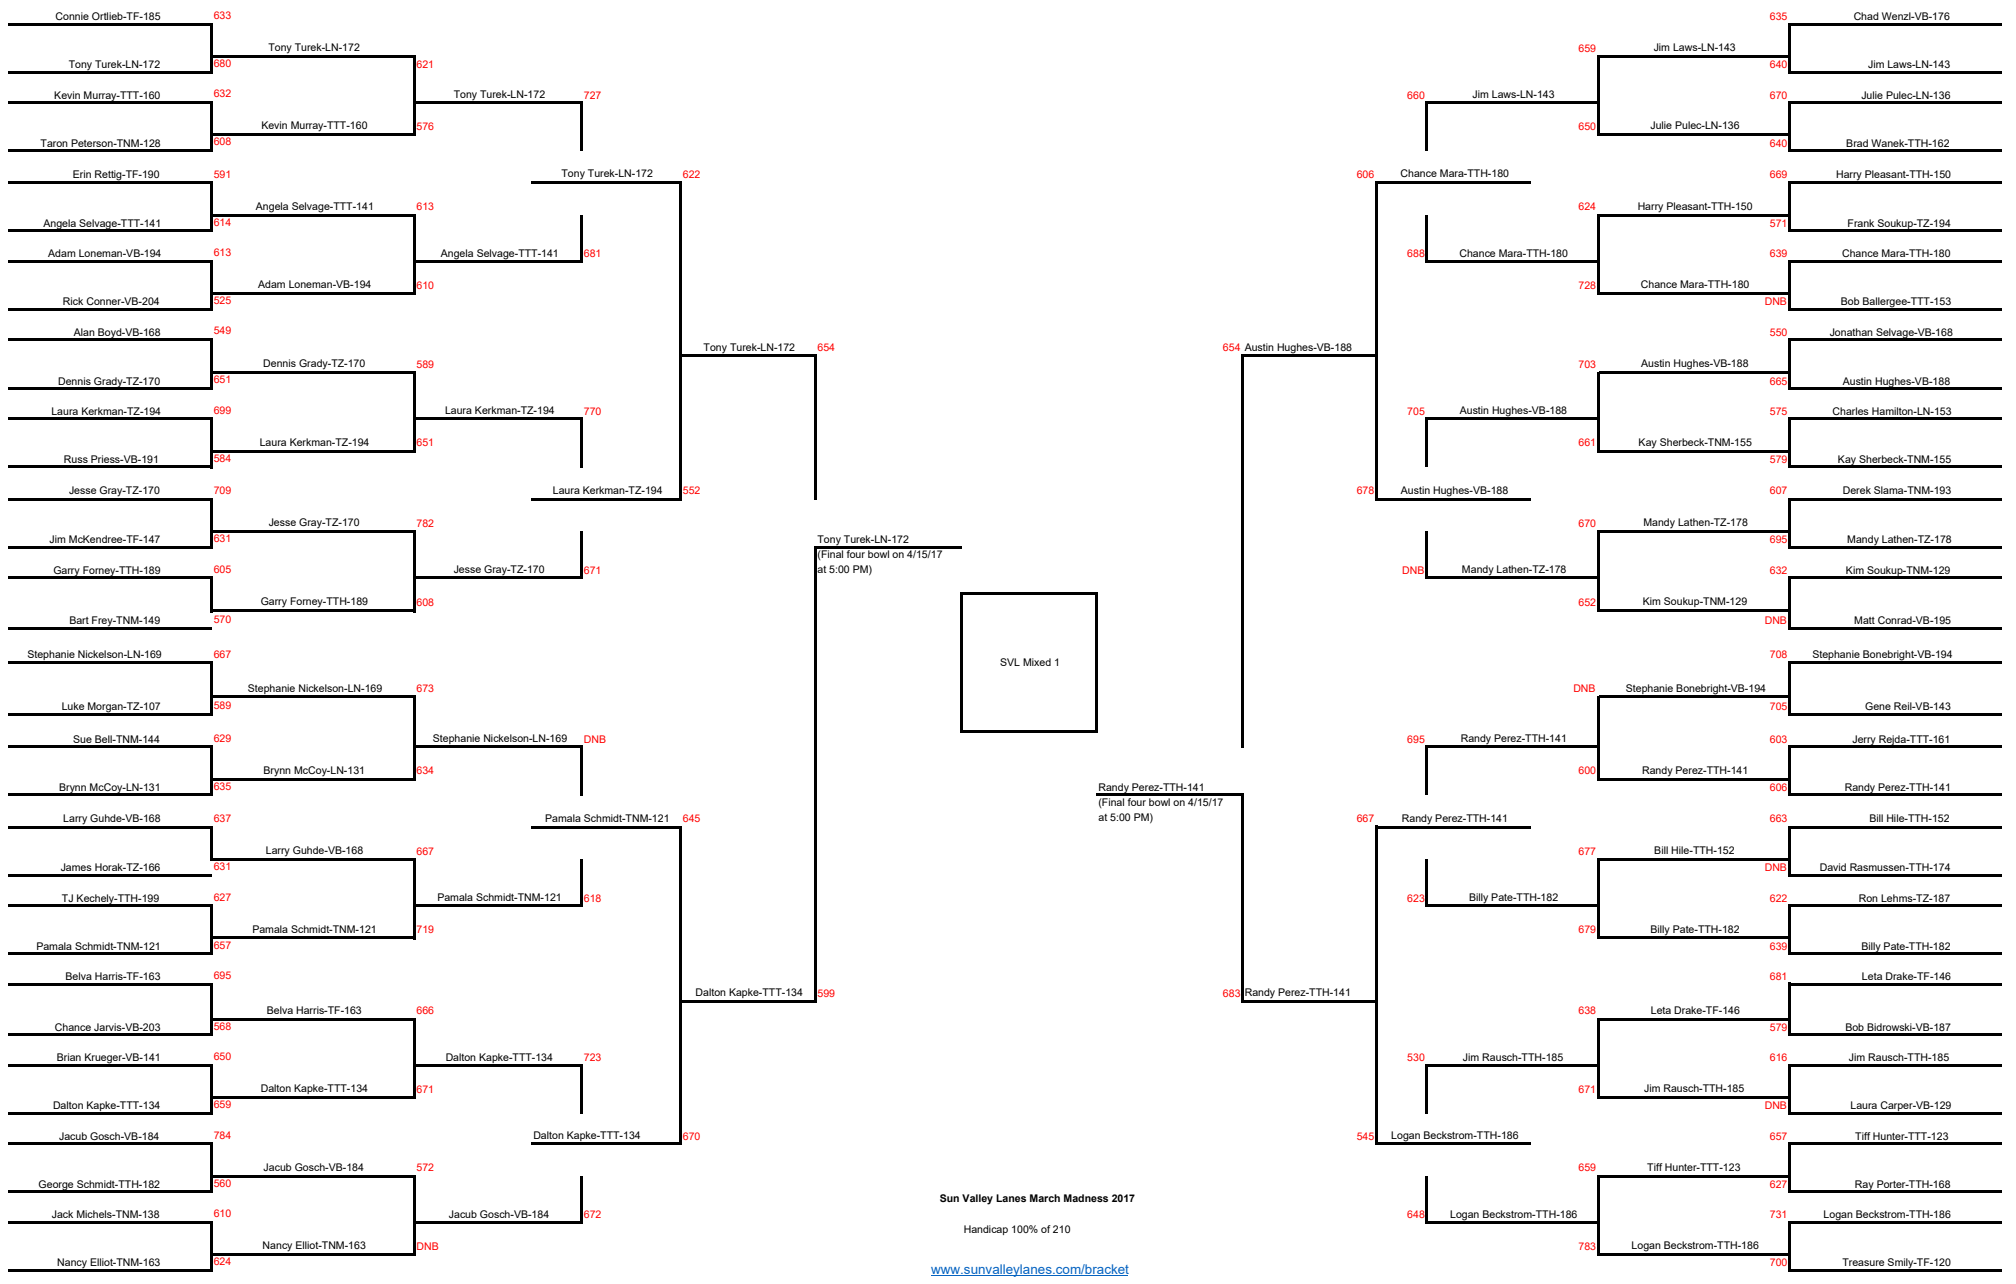 Connie Ortlieb-TF-185 633
Tony Turek-LN-172
Tony Turek-LN-172 680
621
Kevin Murray-TTT-160 632
Tony Turek-LN-172 727
Kevin Murray-TTT-160 576
Taron Peterson-TNM-128 608
Erin Rettig-TF-190 591
Tony Turek-LN-172 622
Angela Selvage-TTT-141 613
Angela Selvage-TTT-141 614
Adam Loneman-VB-194 613
Angela Selvage-TTT-141 681
Adam Loneman-VB-194 610
Rick Conner-VB-204 525
Alan Boyd-VB-168 549
Tony Turek-LN-172 654
Dennis Grady-TZ-170 589
Dennis Grady-TZ-170 651
Laura Kerkman-TZ-194 699
Laura Kerkman-TZ-194 770
Laura Kerkman-TZ-194 651
Russ Priess-VB-191 584
Jesse Gray-TZ-170 709
Laura Kerkman-TZ-194 552
Jesse Gray-TZ-170 782
Jim McKendree-TF-147 631
Tony Turek-LN-172
(Final four bowl on 4/15/17
at 5:00 PM)
Garry Forney-TTH-189 605
Jesse Gray-TZ-170 671
Garry Forney-TTH-189 608
Bart Frey-TNM-149 570
Stephanie Nickelson-LN-169 667
Stephanie Nickelson-LN-169 673
Luke Morgan-TZ-107 589
Sue Bell-TNM-144 629
Stephanie Nickelson-LN-169 DNB
Brynn McCoy-LN-131 634
Brynn McCoy-LN-131 635
Larry Guhde-VB-168 637
Pamala Schmidt-TNM-121 645
Larry Guhde-VB-168 667
James Horak-TZ-166 631
TJ Kechely-TTH-199 627
Pamala Schmidt-TNM-121 618
Pamala Schmidt-TNM-121 719
Pamala Schmidt-TNM-121 657
Belva Harris-TF-163 695
Dalton Kapke-TTT-134 599
Belva Harris-TF-163 666
Chance Jarvis-VB-203 568
Brian Krueger-VB-141 650
Dalton Kapke-TTT-134 723
Dalton Kapke-TTT-134 671
Dalton Kapke-TTT-134 659
Jacub Gosch-VB-184 784
Dalton Kapke-TTT-134 670
Jacub Gosch-VB-184 572
George Schmidt-TTH-182 560
Jack Michels-TNM-138 610
Jacub Gosch-VB-184 672
Nancy Elliot-TNM-163 DNB
Nancy Elliot-TNM-163 624
SVL Mixed 1
635 Chad Wenzl-VB-176
659 Jim Laws-LN-143
640 Jim Laws-LN-143
660 Jim Laws-LN-143
670 Julie Pulec-LN-136
650 Julie Pulec-LN-136
640 Brad Wanek-TTH-162
606 Chance Mara-TTH-180
669 Harry Pleasant-TTH-150
624 Harry Pleasant-TTH-150
571 Frank Soukup-TZ-194
688 Chance Mara-TTH-180
639 Chance Mara-TTH-180
728 Chance Mara-TTH-180
DNB Bob Ballergee-TTT-153
550 Jonathan Selvage-VB-168
654 Austin Hughes-VB-188
703 Austin Hughes-VB-188
665 Austin Hughes-VB-188
705 Austin Hughes-VB-188
575 Charles Hamilton-LN-153
661 Kay Sherbeck-TNM-155
579 Kay Sherbeck-TNM-155
678 Austin Hughes-VB-188
607 Derek Slama-TNM-193
670 Mandy Lathen-TZ-178
695 Mandy Lathen-TZ-178
DNB Mandy Lathen-TZ-178
632 Kim Soukup-TNM-129
652 Kim Soukup-TNM-129
DNB Matt Conrad-VB-195
708 Stephanie Bonebright-VB-194
DNB Stephanie Bonebright-VB-194
705 Gene Reil-VB-143
695 Randy Perez-TTH-141
603 Jerry Rejda-TTT-161
600 Randy Perez-TTH-141
606 Randy Perez-TTH-141
Randy Perez-TTH-141
(Final four bowl on 4/15/17
at 5:00 PM)
667 Randy Perez-TTH-141
663 Bill Hile-TTH-152
677 Bill Hile-TTH-152
DNB David Rasmussen-TTH-174
623 Billy Pate-TTH-182
622 Ron Lehms-TZ-187
679 Billy Pate-TTH-182
639 Billy Pate-TTH-182
681 Leta Drake-TF-146
683 Randy Perez-TTH-141
638 Leta Drake-TF-146
579 Bob Bidrowski-VB-187
530 Jim Rausch-TTH-185
616 Jim Rausch-TTH-185
671 Jim Rausch-TTH-185
DNB Laura Carper-VB-129
545 Logan Beckstrom-TTH-186
657 Tiff Hunter-TTT-123
659 Tiff Hunter-TTT-123
627 Ray Porter-TTH-168
648 Logan Beckstrom-TTH-186
731 Logan Beckstrom-TTH-186
783 Logan Beckstrom-TTH-186
700 Treasure Smily-TF-120
Sun Valley Lanes March Madness 2017
Handicap 100% of 210
www.sunvalleylanes.com/bracket